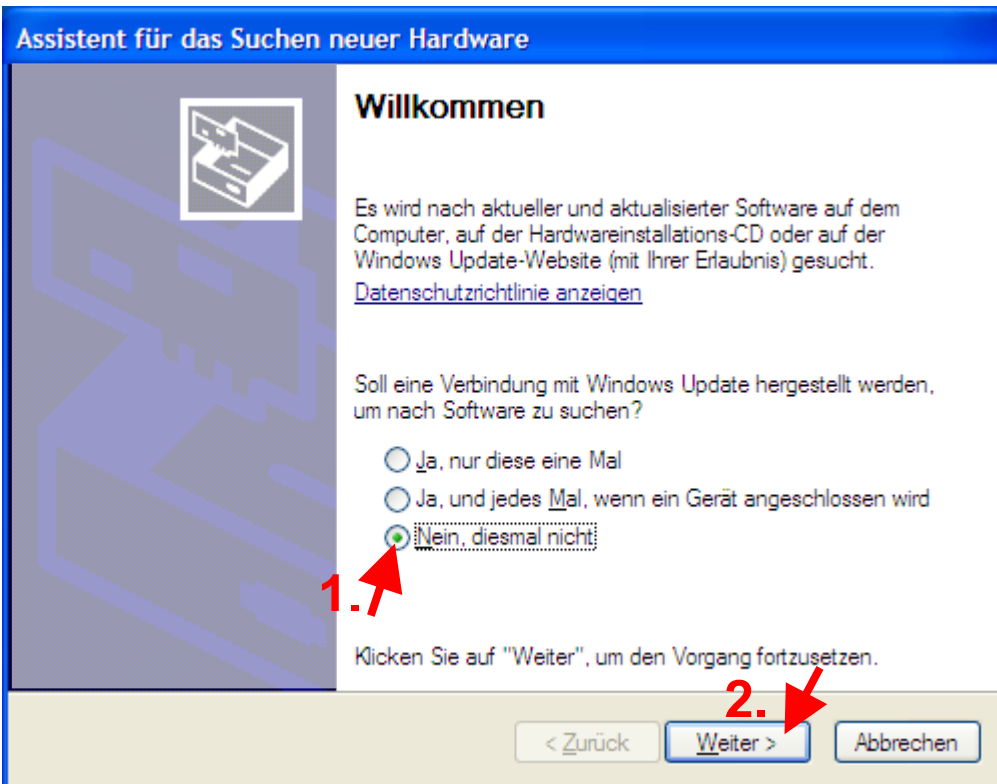 Assistent für das Suchen neuer Hardware
Willkommen
Es wird nach aktueller und aktualisierter Software auf dem
Computer, auf der Hardwareinstallations-CD oder auf der
Windows Update-Website (mit Ihrer Erlaubnis) gesucht.
Datenschutzrichtlinie anzeigen
Soll eine Verbindung mit Windows Update hergestellt werden,
um nach Software zu suchen?
Ja, nur diese eine Mal
Ja, und jedes Mal, wenn ein Gerät angeschlossen wird
Nein, diesmal nicht
1.
Klicken Sie auf "Weiter", um den Vorgang fortzusetzen.
2.
< Zurück Weiter > Abbrechen